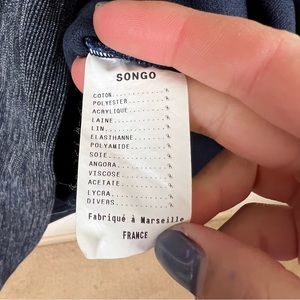 SONGO
COTON..............%
POLYESTER..........%
ACRYLIQUE..........%
LAINE..............%
LIN................%
ELASTHANNE.........%
POLYAMIDE..........%
SOIE...............%
ANGORA.............%
VISCOSE............%
ACETATE............%
LYCRA..............%
DIVERS.............%
Fabriqué à Marseille
FRANCE